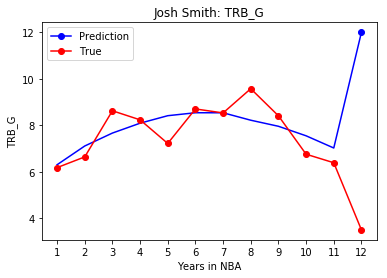 Josh Smith: TRB_G
Prediction
True
12
10
8
6
4
TRB_G
1 2 3 4 5 6 7 8 9 10 11 12
Years in NBA